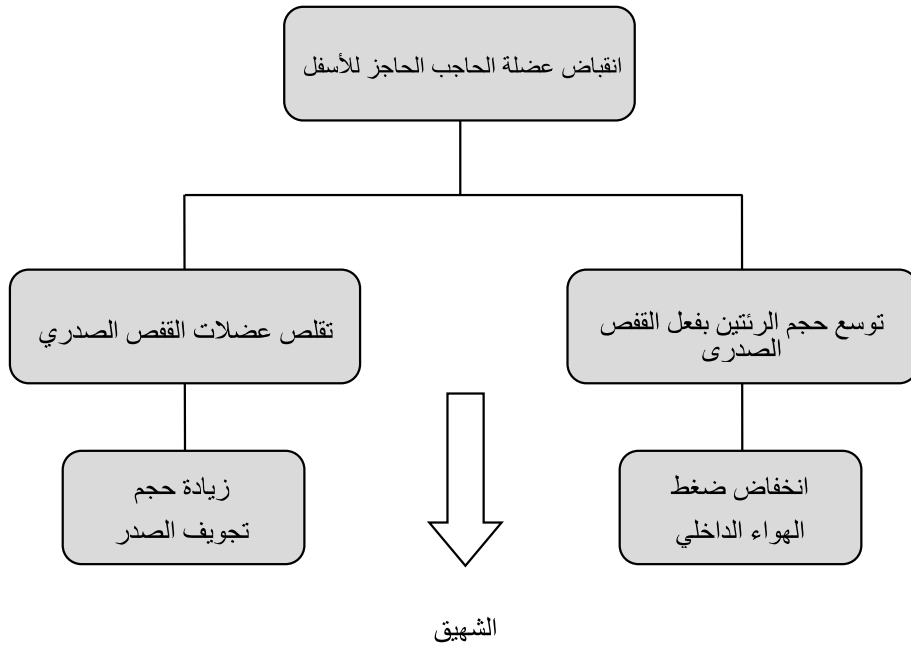 انقباض عضلة الحاجب الحاجز للأسفل
توسع حجم الرئتين بفعل القفص
الصدرى
تقلص عضلات القفص الصدري
انخفاض ضغط
الهواء الداخلي
زيادة حجم
تجويف الصدر
الشهيق